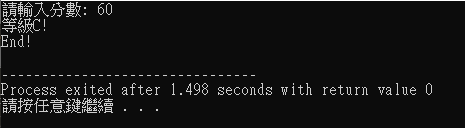 請輸入分數: 60
等級C!
End!
--------------------------------
Process exited after 1.498 seconds with return value 0
請按任意鍵繼續 . . .